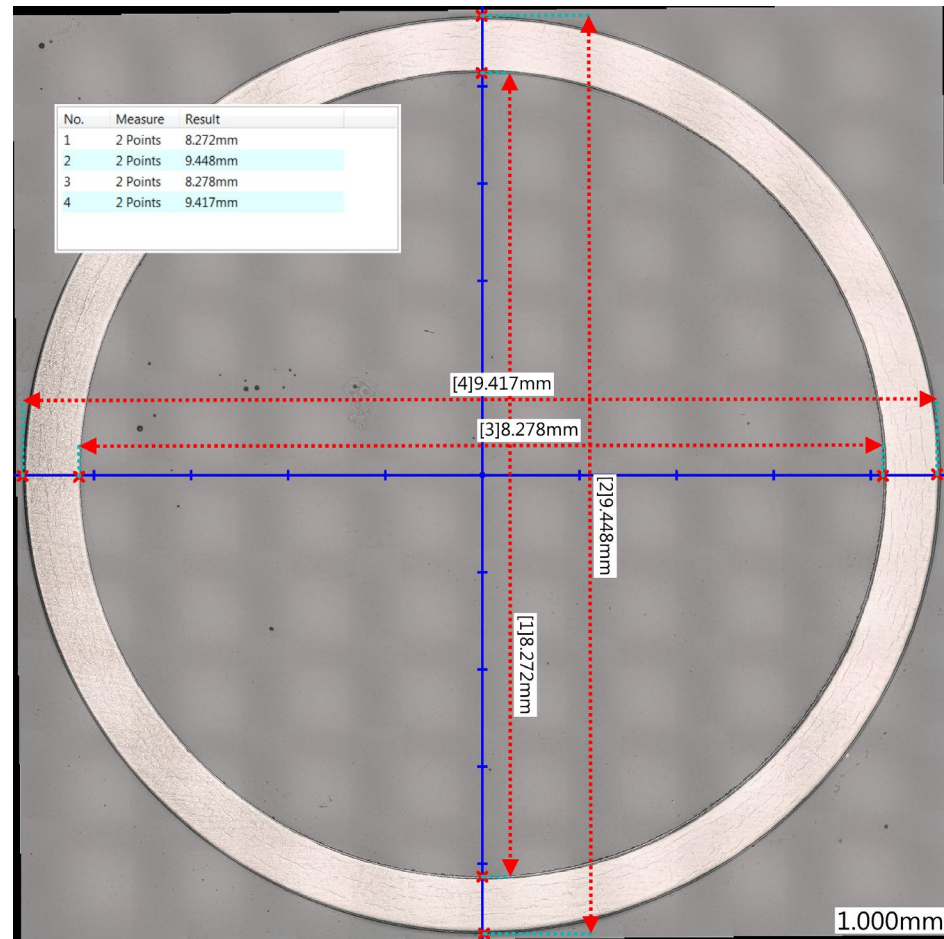 No. Measure Result
1 2 Points 8.272mm
2 2 Points 9.448mm
3 2 Points 8.278mm
4 2 Points 9.417mm
[4]9.417mm
[3]8.278mm
[2]9.448mm
[1]8.272mm
1.000mm